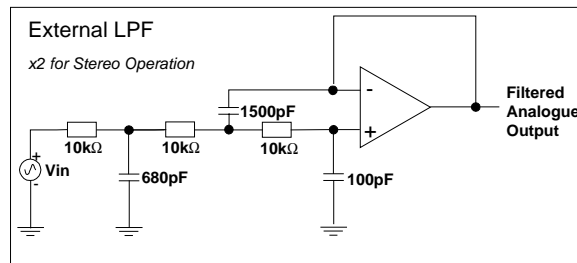 External LPF
x2 for Stereo Operation
-
+
1500pF
Filtered
Analogue
Output
10kΩ
10kΩ
10kΩ
+
Vin
-
680pF
100pF